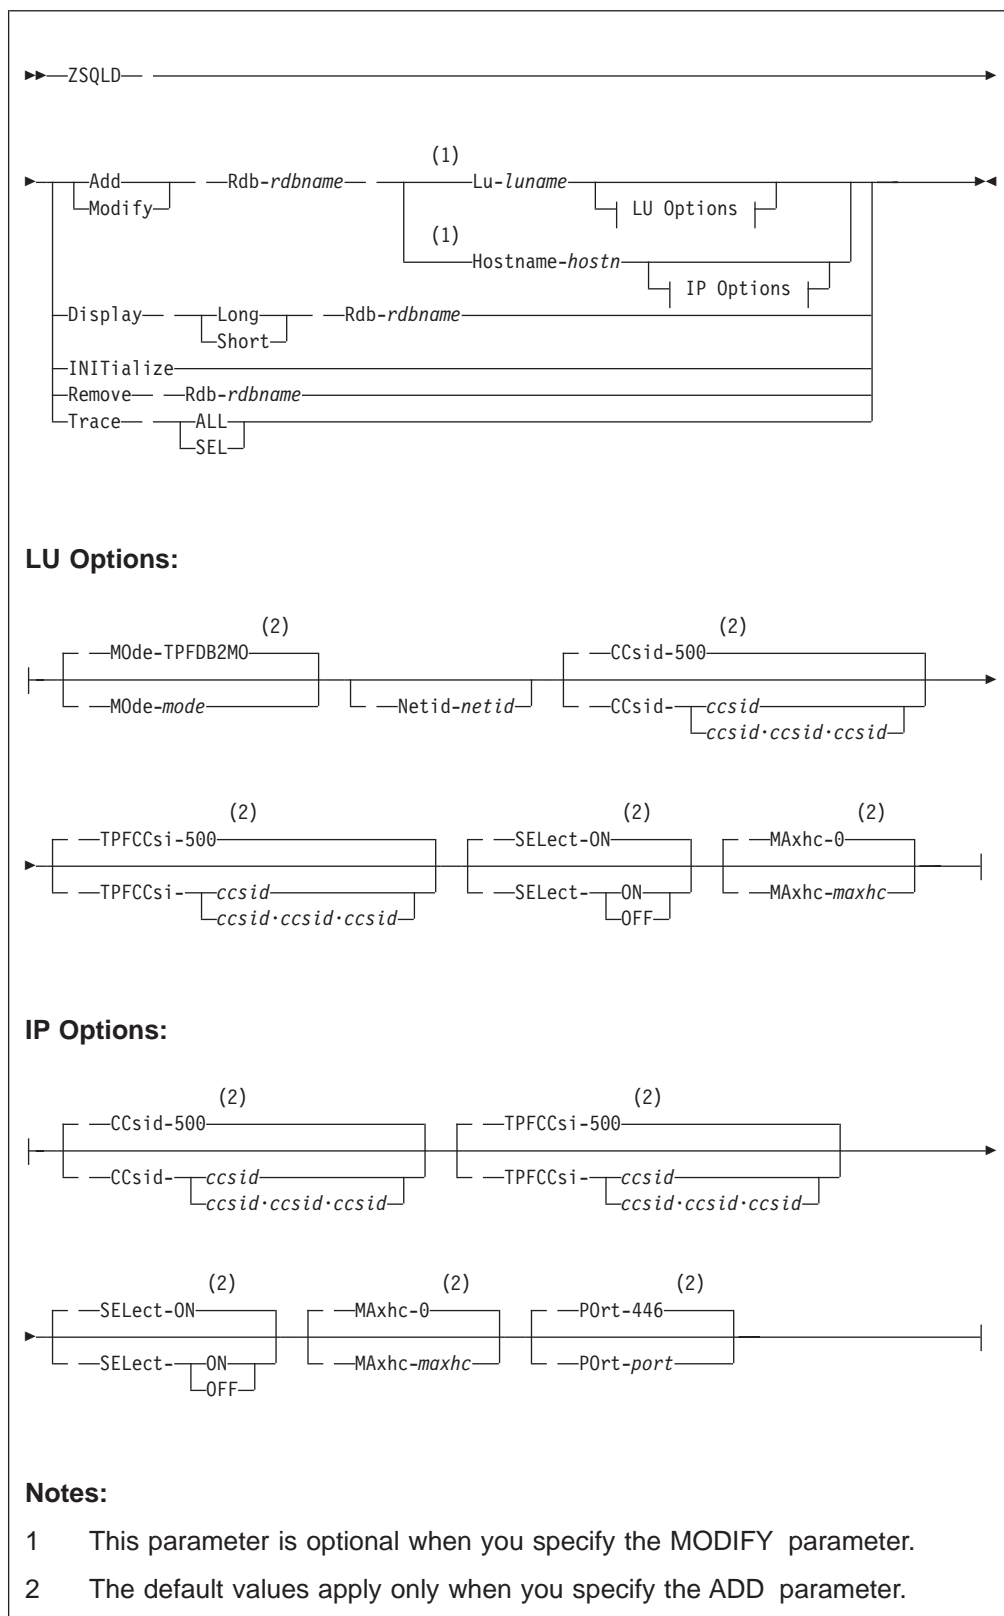 ZSQLD
(1)
Add Rdb-rdbname Lu-luname
Modify LU Options
(1)
Hostname-hostn
IP Options
Display Long Rdb-rdbname
Short
INITialize
Remove Rdb-rdbname
Trace ALL
SEL
LU Options:
(2) (2)
MOde-TPFDB2MO CCsid-500
MOde-mode Netid-netid CCsid- ccsid
ccsid·ccsid·ccsid
(2) (2) (2)
TPFCCsi-500 SELect-ON MAxhc-0
TPFCCsi- ccsid SELect- ON MAxhc-maxhc
ccsid·ccsid·ccsid OFF
IP Options:
(2) (2)
CCsid-500 TPFCCsi-500
CCsid- ccsid TPFCCsi- ccsid
ccsid·ccsid·ccsid ccsid·ccsid·ccsid
(2) (2) (2)
SELect-ON MAxhc-0 POrt-446
SELect- ON MAxhc-maxhc POrt-port
OFF
Notes:
1 This parameter is optional when you specify the MODIFY parameter.
2 The default values apply only when you specify the ADD parameter.